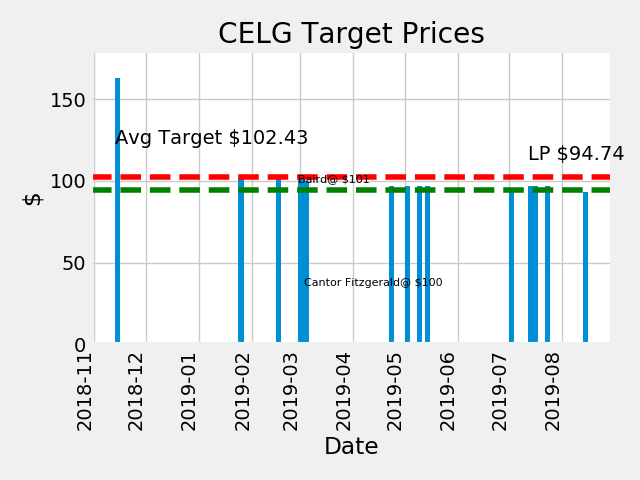 CELG Target Prices
$
150
100
50
0
Avg Target $102.43
LP $94.74
Baird@ $101
Cantor Fitzgerald@ $100
2018-11
2018-12
2019-01
2019-02
2019-03
2019-04
2019-05
2019-06
2019-07
2019-08
Date